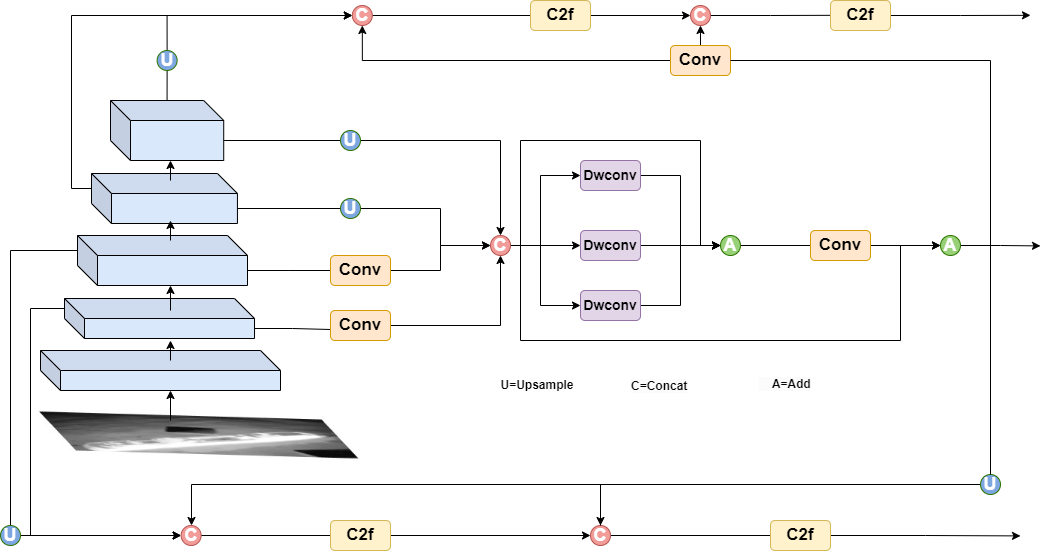 C
C2f
C
C2f
U
Conv
U
Dwconv
U
C
Dwconv
A
Conv
A
Conv
Dwconv
Conv
U=Upsample
C=Concat
A=Add
U
U
C
C2f
C
C2f